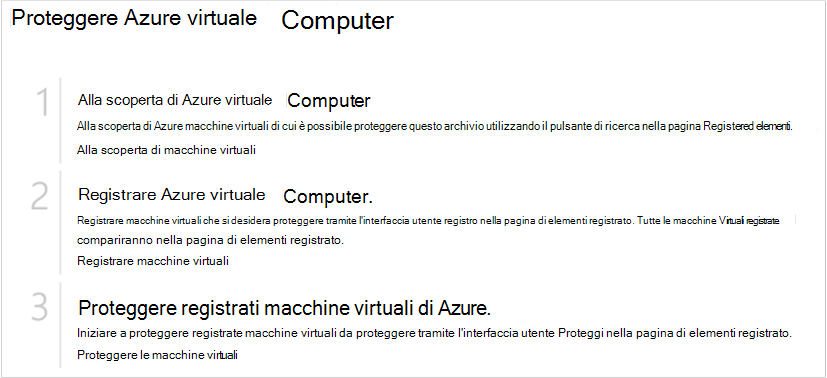 Proteggere Azure virtuale Computer
1
Alla scoperta di Azure virtuale Computer
Alla scoperta di Azure macchine virtuali di cui è possibile proteggere questo archivio utilizzando il pulsante di ricerca nella pagina Registered elementi.
Alla scoperta di macchine virtuali
2
Registrare Azure virtuale Computer.
Registrare macchine virtuali che si desidera proteggere tramite l'interfaccia utente registro nella pagina di elementi registrato. Tutte le macchine Virtuali registrate
compariranno nella pagina di elementi registrato.
Registrare macchine virtuali
3
Proteggere registrati macchine virtuali di Azure.
Iniziare a proteggere registrate macchine virtuali da proteggere tramite l'interfaccia utente Proteggi nella pagina di elementi registrato.
Proteggere le macchine virtuali